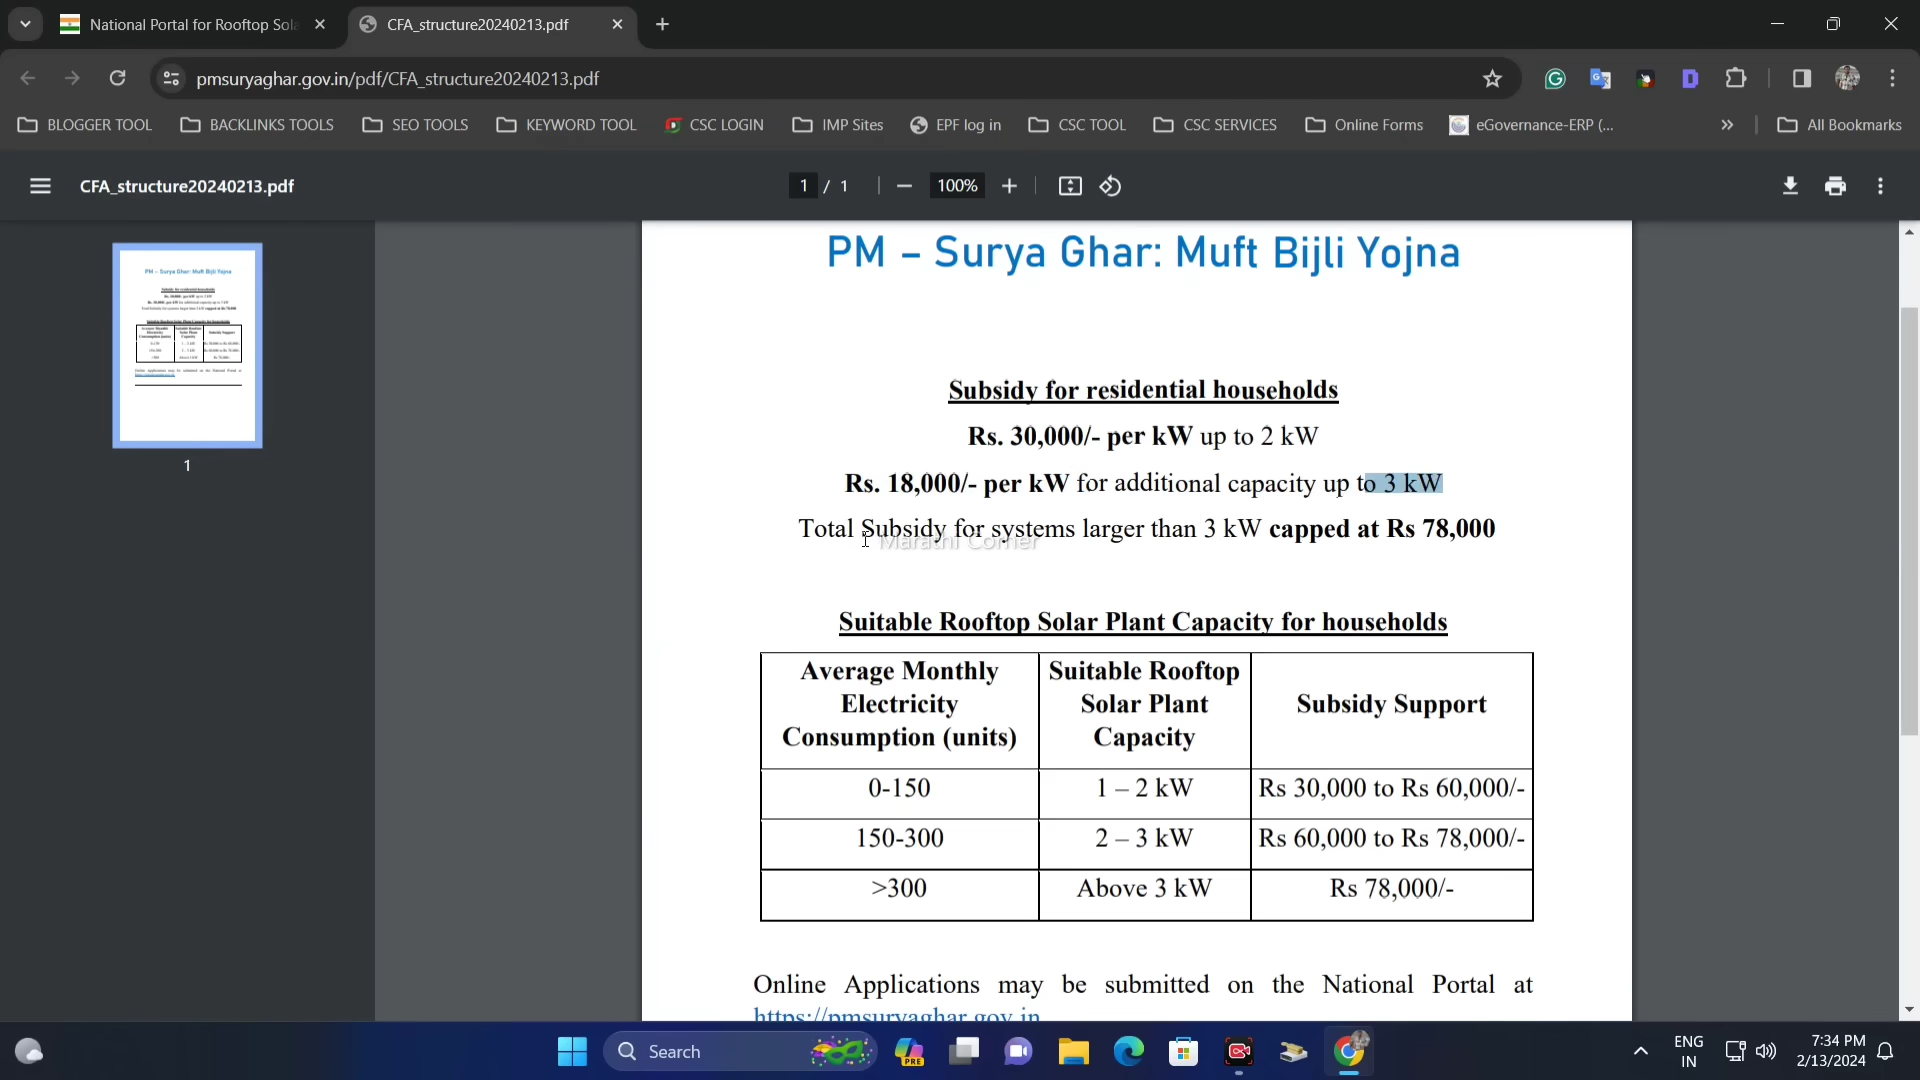 National Portal for Rooftop Sol
CFA_structure20240213.pdf
pmsuryaghar.gov.in/pdf/CFA_structure20240213.pdf
BLOGGER TOOL
BACKLINKS TOOLS
SEO TOOLS
KEYWORD TOOL
CSC LOGIN
IMP Sites
EPF log in
CSC TOOL
CSC SERVICES
Online Forms
eGovernance-ERP (...
All Bookmarks
CFA_structure20240213.pdf
1 / 1
100%
1
PM – Surya Ghar: Muft Bijli Yojna
Subsidy for residential households
Rs. 30,000/- per kW up to 2 kW
Rs. 18,000/- per kW for additional capacity up to 3 kW
Total Subsidy for systems larger than 3 kW capped at Rs 78,000
Marathi Corner
Suitable Rooftop Solar Plant Capacity for households
Average Monthly Electricity Consumption (units)
Suitable Rooftop Solar Plant Capacity
Subsidy Support
0-150
1 – 2 kW
Rs 30,000 to Rs 60,000/-
150-300
2 – 3 kW
Rs 60,000 to Rs 78,000/-
>300
Above 3 kW
Rs 78,000/-
Online Applications may be submitted on the National Portal at
https://pmsuryaghar.gov.in
Search
PRE
ENG
IN
7:34 PM
2/13/2024